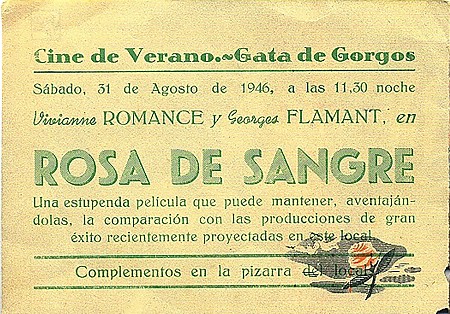 Cine de Verano.~Gata de Gorgos
Sábado, 31 de Agosto de 1946, a las 11,30 noche
Vivianne ROMANCE y Georges FLAMANT, en
ROSA DE SANGRE
Una estupenda película que puede mantener, aventaján-
dolas, la comparación con las producciones de gran
éxito recientemente proyectadas en este local.
Complementos en la pizarra del local